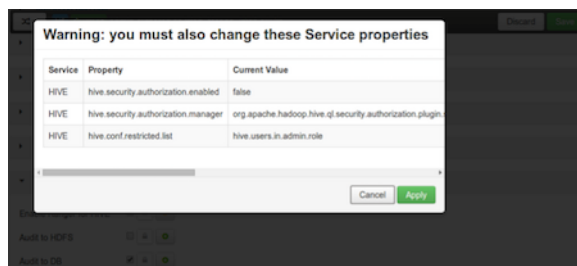 Discard
Warning: you must also change these Service properties
Service Property Current Value
HIVE hive.security.authorization.enabled false
HIVE hive.security.authorization.manager org.apache.hadoop.hive.ql.security.authorization.plugin.
HIVE hive.conf.restricted.list hive.users.in.admin.role
Cancel Apply
Audit to HDFS
Audit to DB